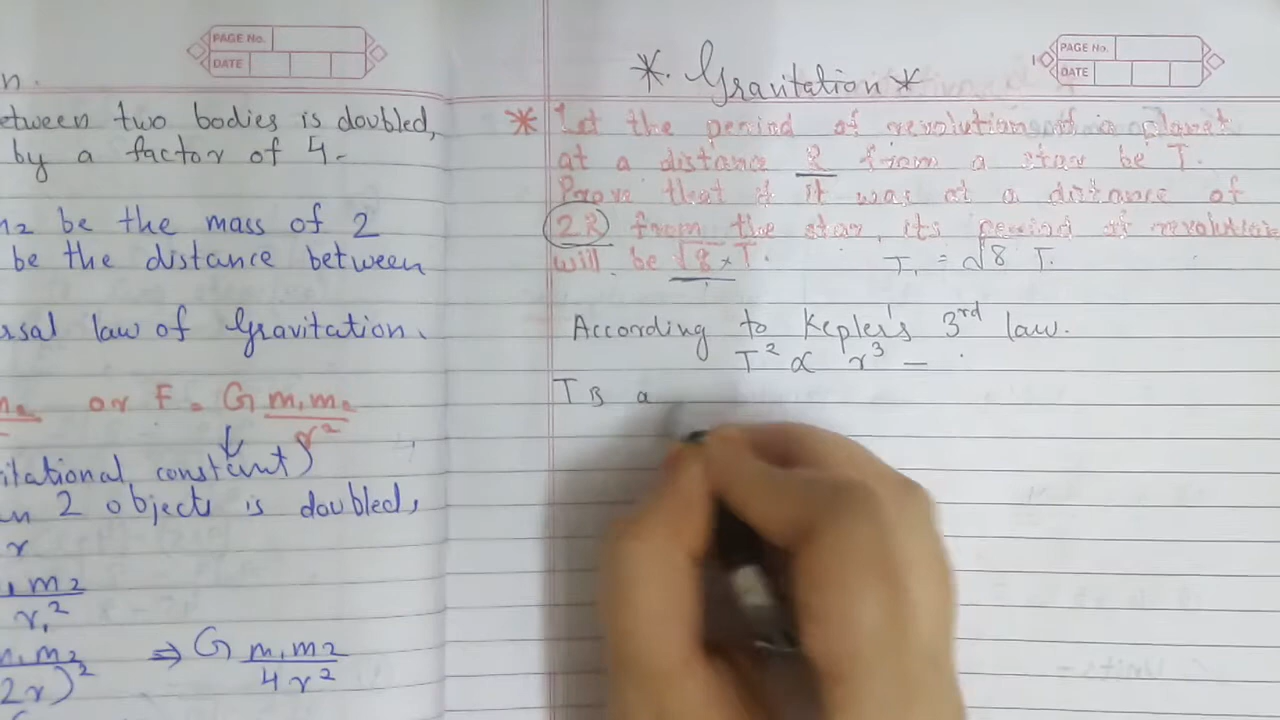 PAGE No.
DATE
n.
etween two bodies is doubled,
by a factor of 4.
m2 be the mass of 2
be the distance between
rsal law of Gravitation.
or F = G m1m2
r²
itational constant)
n 2 objects is doubled,
r
m2
r1²
m1m2 ⇒ G m1m2
2r)² 4r²
PAGE No.
DATE
*. Gravitation *
* Let the period of revolution of a planet
at a distance R from a star be T.
Prove that if it was at a distance of
2R from the star, its period of revolution
will be √8 × T. T1 = √8 T.
According to Kepler's 3rd law.
T² ∝ r³ –
T is a